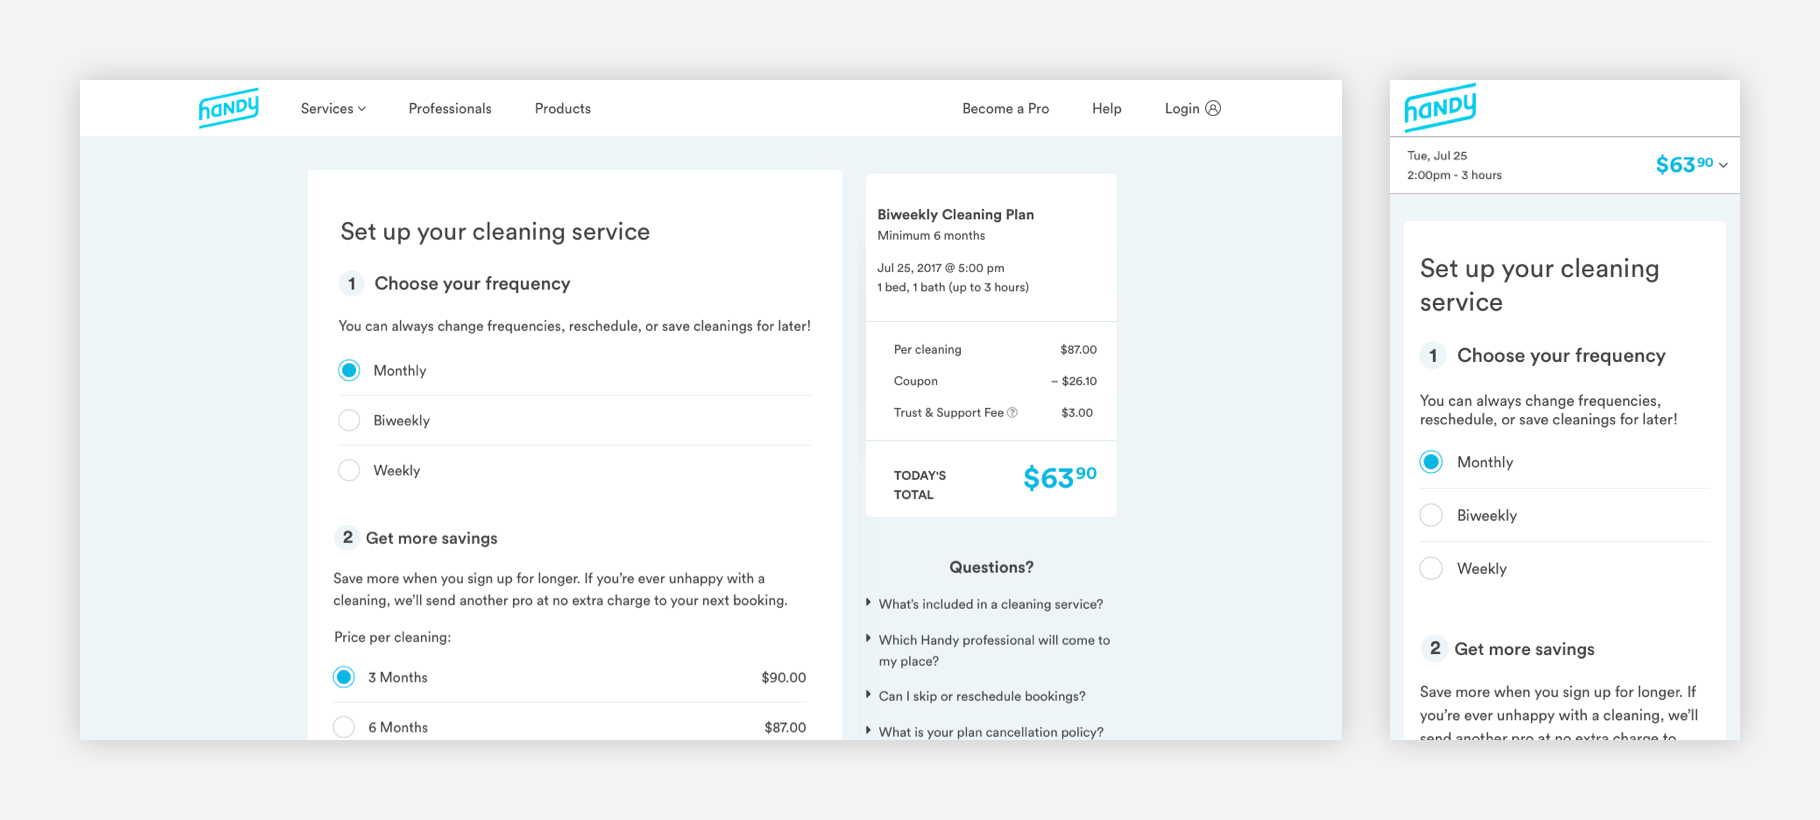 handy Services Professionals Products Become a Pro Help Login
Set up your cleaning service
1 Choose your frequency
You can always change frequencies, reschedule, or save cleanings for later!
Monthly
Biweekly
Weekly
2 Get more savings
Save more when you sign up for longer. If you’re ever unhappy with a
cleaning, we’ll send another pro at no extra charge to your next booking.
Price per cleaning:
3 Months $90.00
6 Months $87.00
Biweekly Cleaning Plan
Minimum 6 months
Jul 25, 2017 @ 5:00 pm
1 bed, 1 bath (up to 3 hours)
Per cleaning $87.00
Coupon – $26.10
Trust & Support Fee ? $3.00
TODAY’S
TOTAL
$63 90
Questions?
What’s included in a cleaning service?
Which Handy professional will come to
my place?
Can I skip or reschedule bookings?
What is your plan cancellation policy?
handy
Tue, Jul 25
2:00pm - 3 hours
$63 90
Set up your cleaning
service
1 Choose your frequency
You can always change frequencies,
reschedule, or save cleanings for later!
Monthly
Biweekly
Weekly
2 Get more savings
Save more when you sign up for longer. If
you’re ever unhappy with a cleaning, we’ll
send another pro at no extra charge to